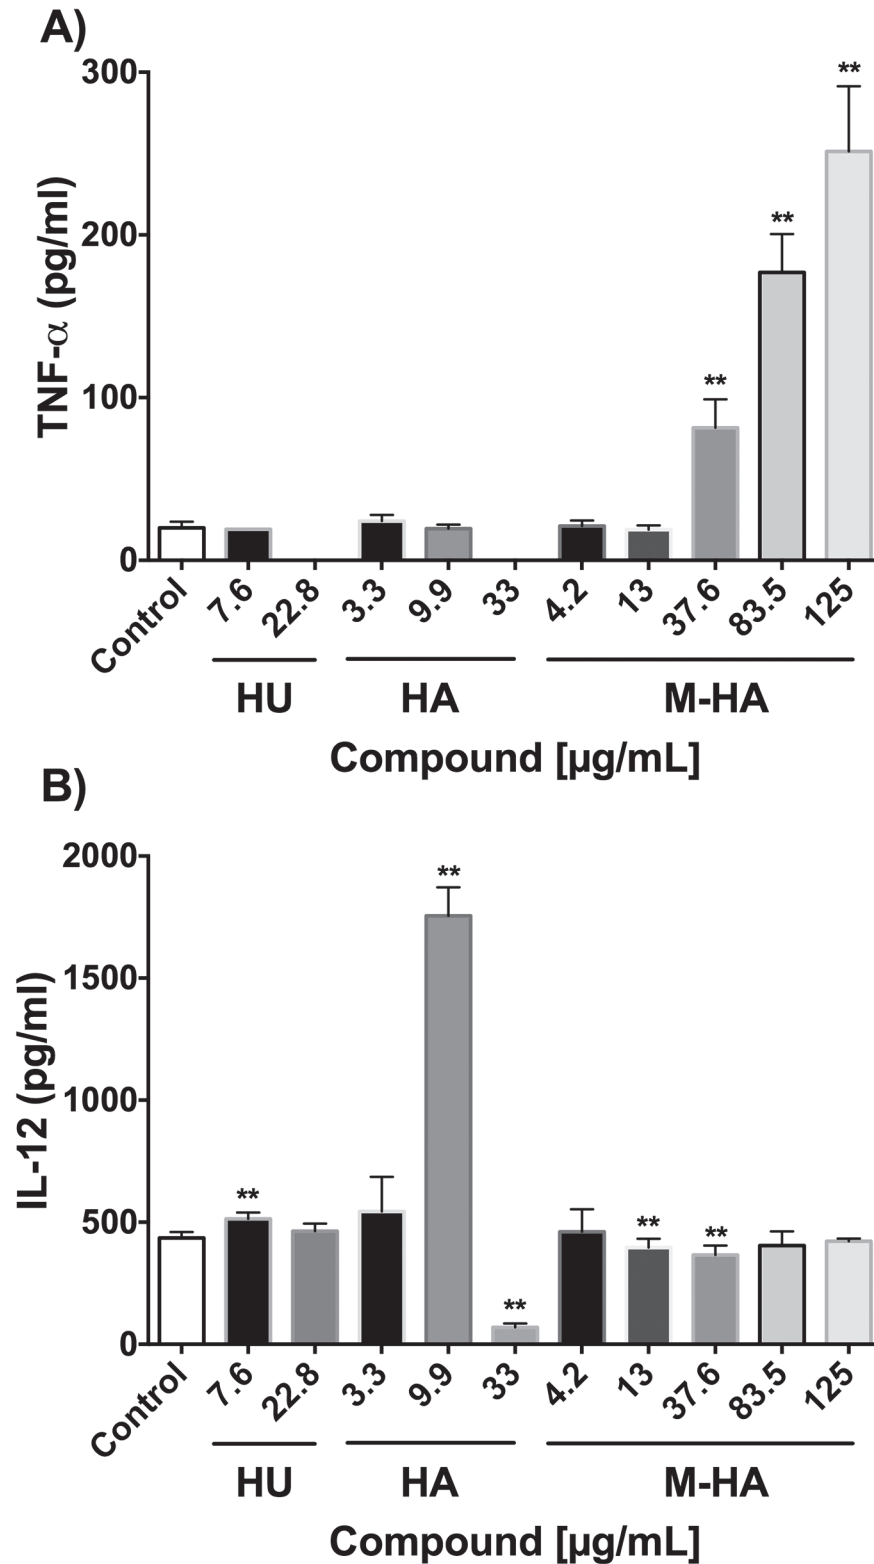 A)
300
200
100
0
TNF-α (pg/ml)
**
**
**
Control 7.6 22.8 3.3 9.9 33 4.2 13 37.6 83.5 125
HU HA M-HA
Compound [µg/mL]
B)
2000
1500
1000
500
0
IL-12 (pg/ml)
**
**
**
**
**
Control 7.6 22.8 3.3 9.9 33 4.2 13 37.6 83.5 125
HU HA M-HA
Compound [µg/mL]